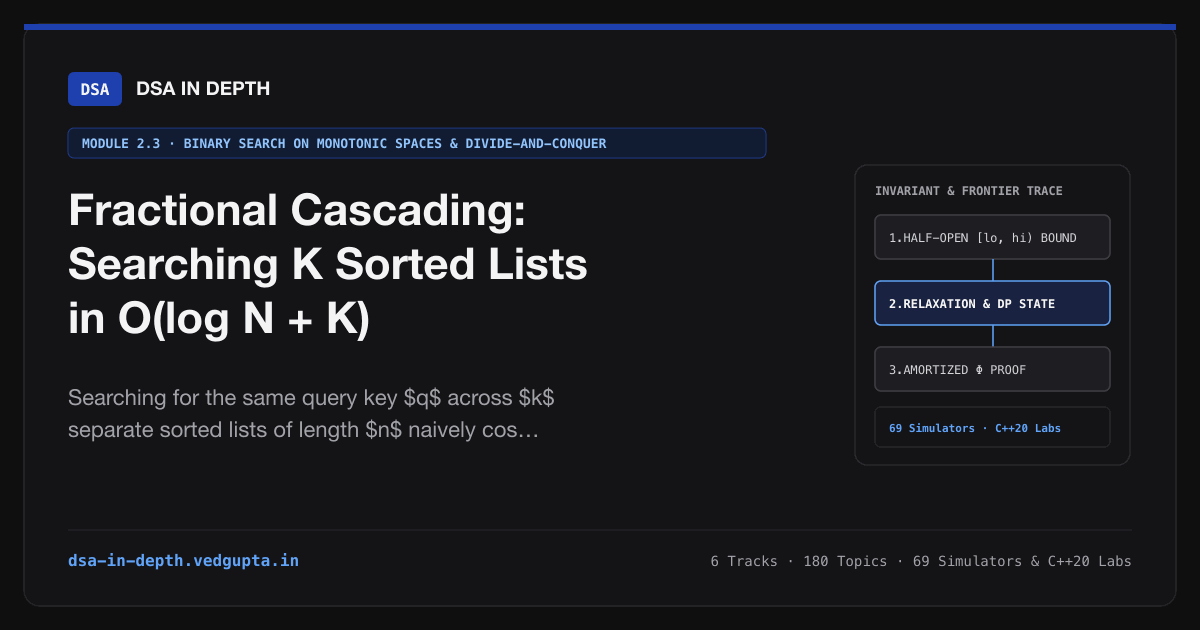 DSA
DSA IN DEPTH
MODULE 2.3 · BINARY SEARCH ON MONOTONIC SPACES & DIVIDE-AND-CONQUER
Fractional Cascading:
Searching K Sorted Lists
in O(log N + K)
Searching for the same query key $q$ across $k$
separate sorted lists of length $n$ naively cos…
INVARIANT & FRONTIER TRACE
1.HALF-OPEN [lo, hi) BOUND
2.RELAXATION & DP STATE
3.AMORTIZED Φ PROOF
69 Simulators · C++20 Labs
dsa-in-depth.vedgupta.in
6 Tracks · 180 Topics · 69 Simulators & C++20 Labs